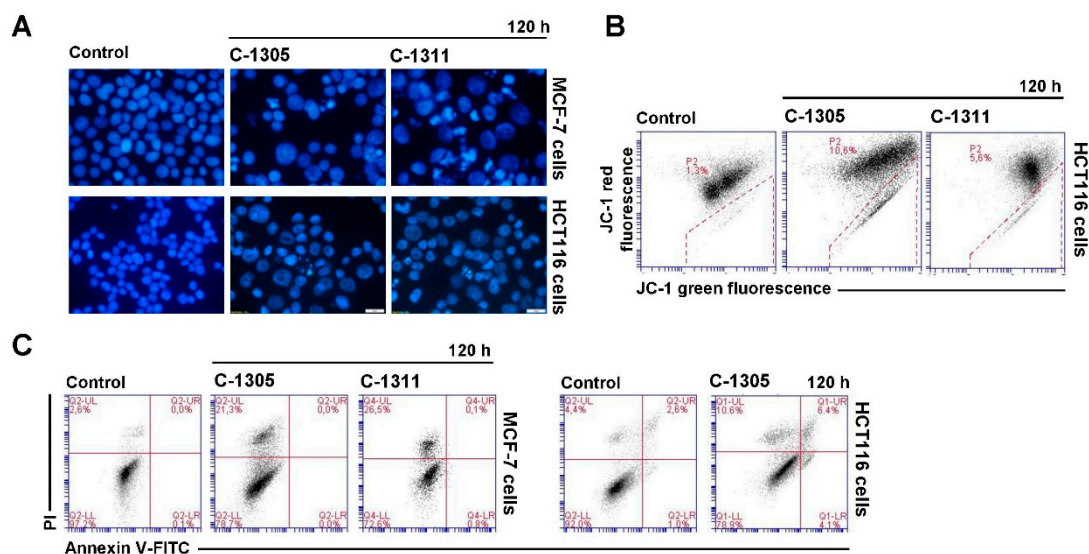 A
120 h
Control
C-1305
C-1311
MCF-7 cells
HCT116 cells
B
120 h
Control
C-1305
C-1311
P2
1,3%
P2
10,6%
P2
5,6%
JC-1 red
fluorescence
HCT116 cells
JC-1 green fluorescence
C
120 h
Control
C-1305
C-1311
Q2-UL
2,6%
Q2-UR
0,0%
Q2-LL
97,2%
Q2-LR
0,1%
Q2-UL
21,3%
Q2-UR
0,0%
Q2-LL
78,7%
Q2-LR
0,0%
Q4-UL
26,5%
Q4-UR
0,1%
Q4-LL
72,6%
Q4-LR
0,8%
MCF-7 cells
Control
C-1305 120 h
Q2-UL
4,4%
Q2-UR
2,6%
Q2-LL
92,0%
Q2-LR
1,0%
Q1-UL
10.6%
Q1-UR
6.4%
Q1-LL
78.9%
Q1-LR
4.1%
HCT116 cells
PI
Annexin V-FITC